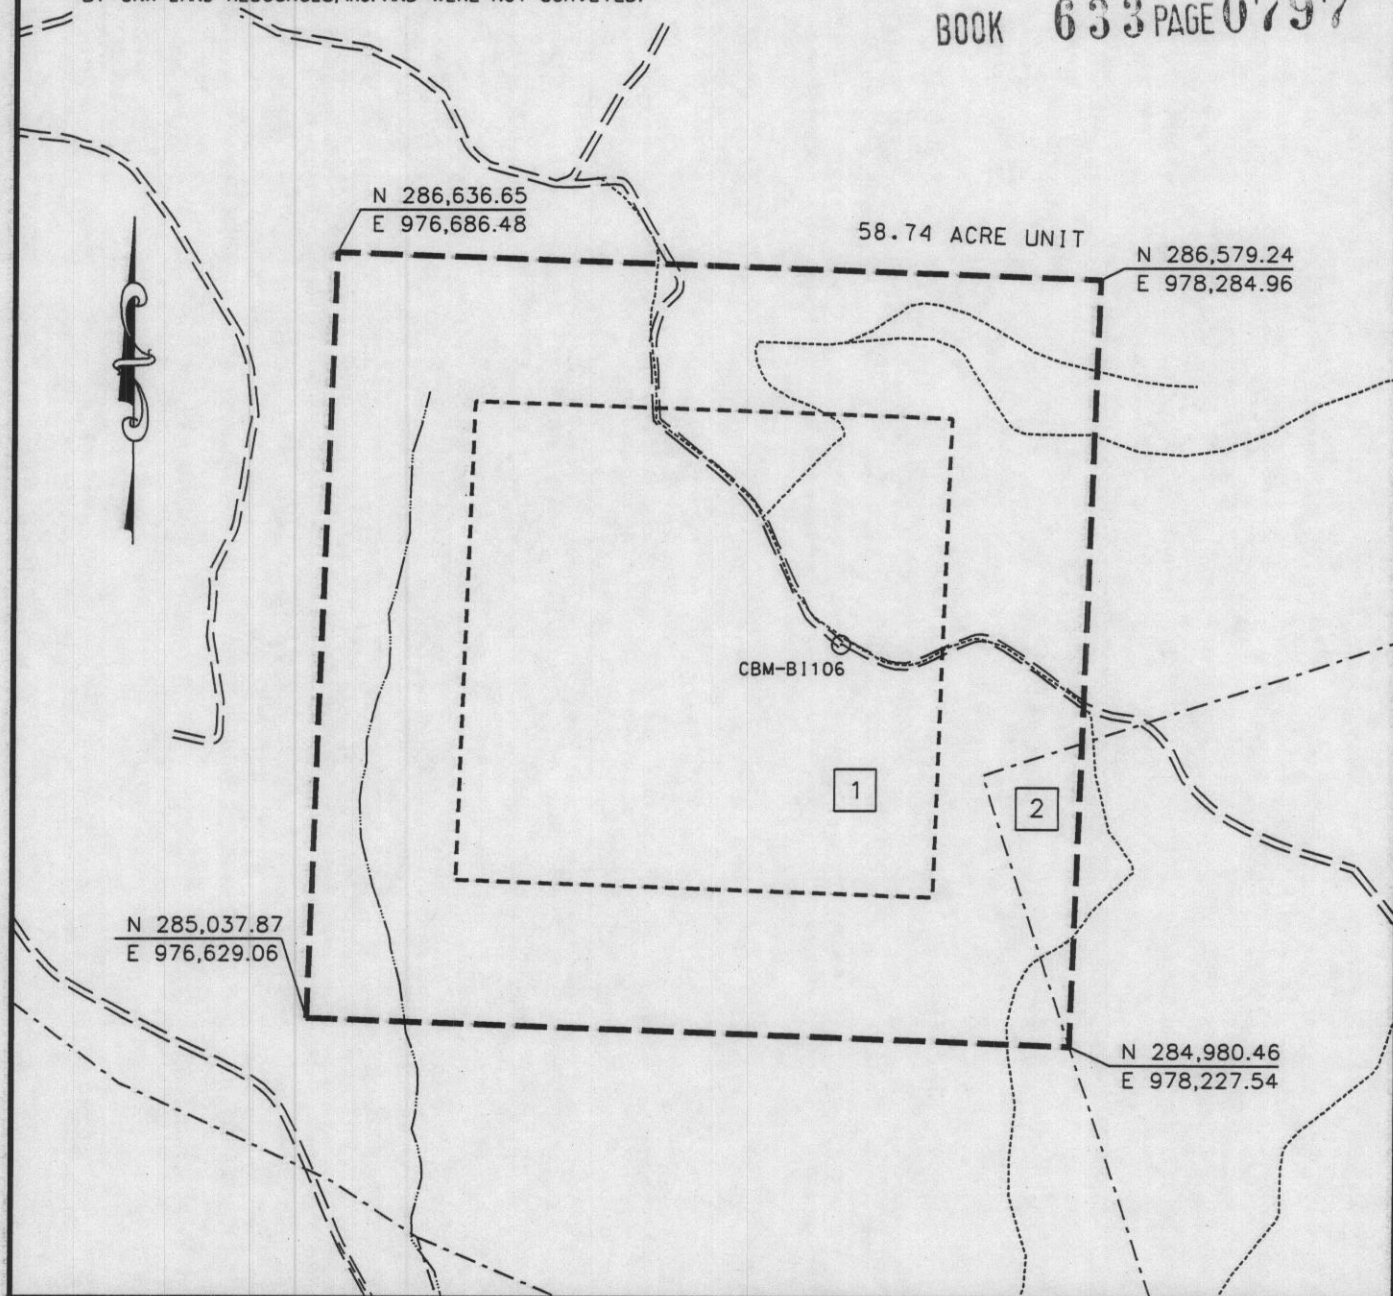 BOOK 633 PAGE 0797
N 286,636.65
E 976,686.48
58.74 ACRE UNIT
N 286,579.24
E 978,284.96
CBM-BI106
1
2
N 285,037.87
E 976,629.06
N 284,980.46
E 978,227.54